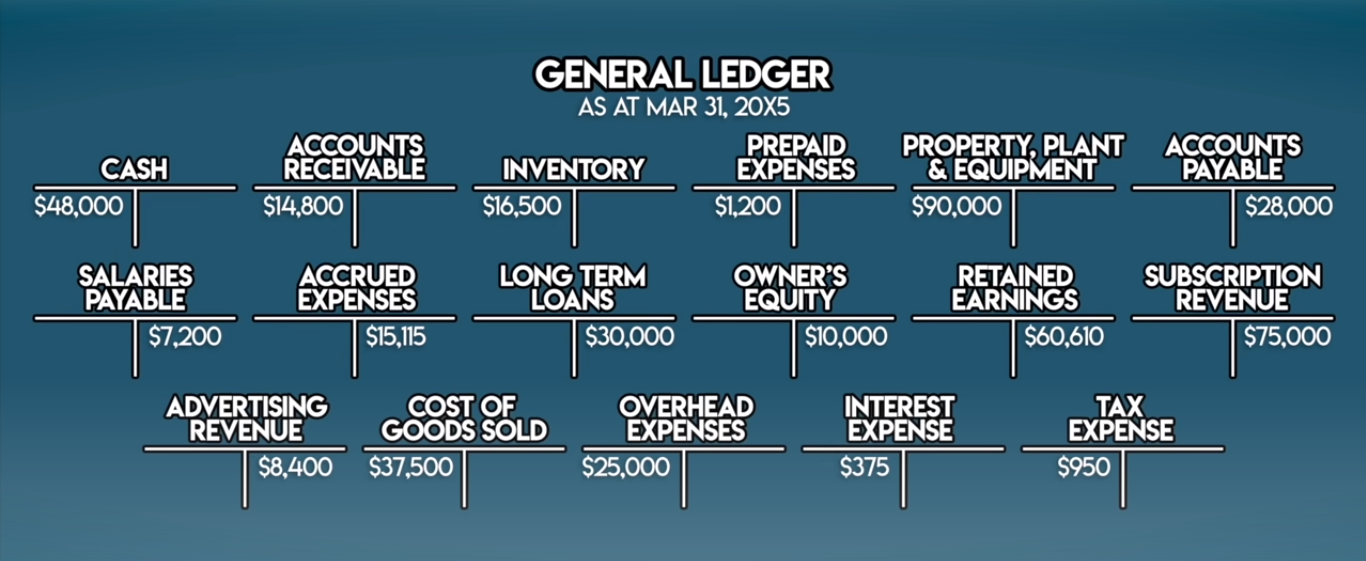 GENERAL LEDGER
AS AT MAR 31, 20X5
CASH
$48,000
ACCOUNTS
RECEIVABLE
$14,800
INVENTORY
$16,500
PREPAID
EXPENSES
$1,200
PROPERTY, PLANT
& EQUIPMENT
$90,000
ACCOUNTS
PAYABLE
$28,000
SALARIES
PAYABLE
$7,200
ACCRUED
EXPENSES
$15,115
LONG TERM
LOANS
$30,000
OWNER'S
EQUITY
$10,000
RETAINED
EARNINGS
$60,610
SUBSCRIPTION
REVENUE
$75,000
ADVERTISING
REVENUE
$8,400
COST OF
GOODS SOLD
$37,500
OVERHEAD
EXPENSES
$25,000
INTEREST
EXPENSE
$375
TAX
EXPENSE
$950